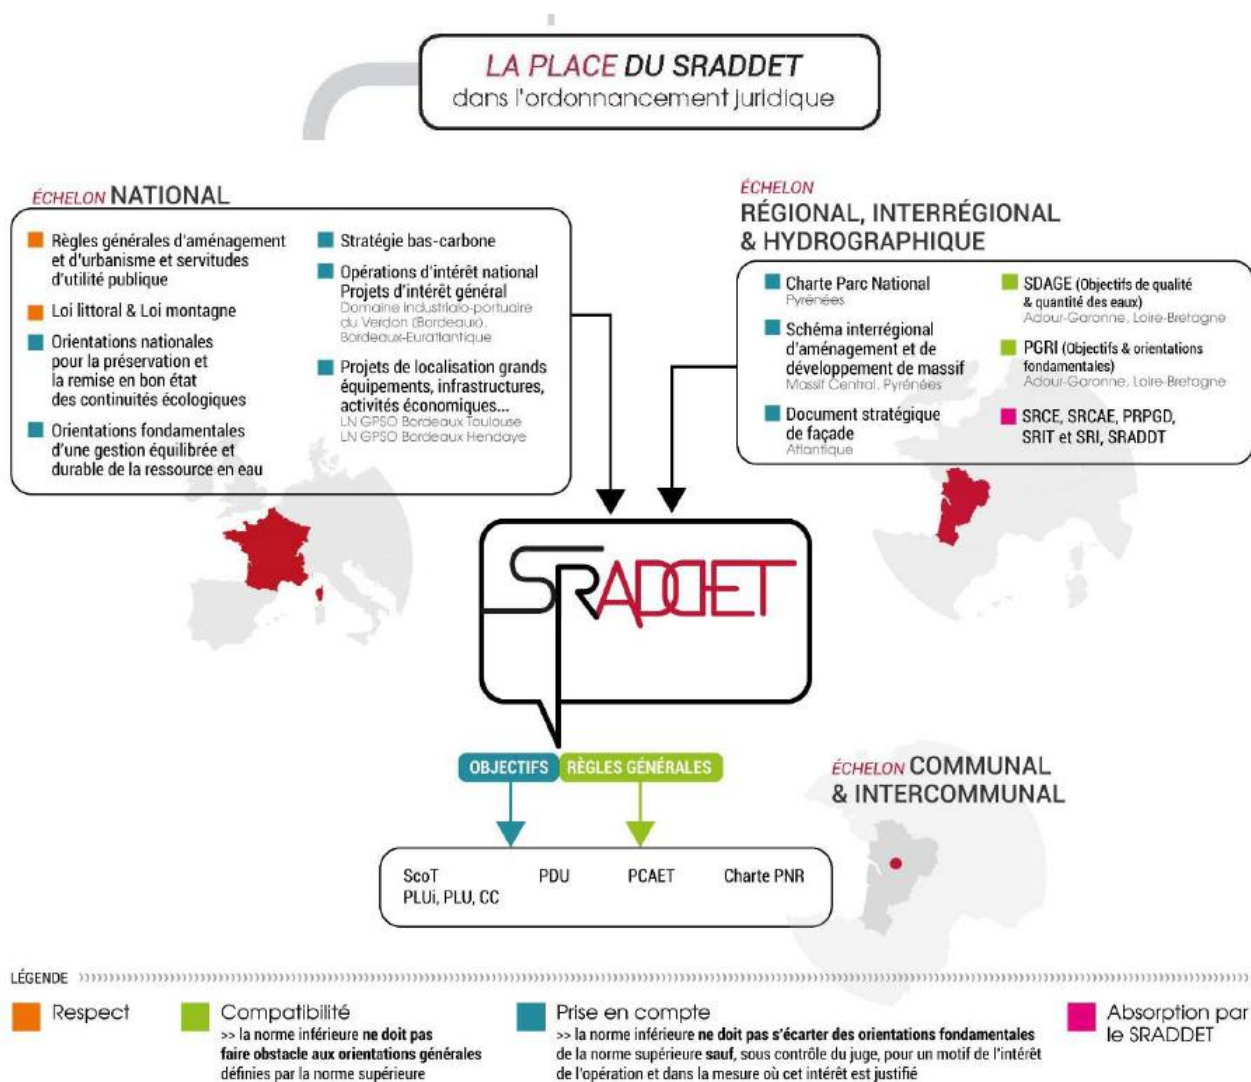 LA PLACE DU SRADDET
dans l'ordonnancement juridique
ÉCHELON NATIONAL
Règles générales d'aménagement
et d'urbanisme et servitudes
d'utilité publique
Loi littoral & Loi montagne
Orientations nationales
pour la préservation et
la remise en bon état
des continuités écologiques
Orientations fondamentales
d'une gestion équilibrée et
durable de la ressource en eau
Stratégie bas-carbone
Opérations d'intérêt national
Projets d'intérêt général
Domaine industrialo-portuaire
du Verdon (Bordeaux),
Bordeaux-Euratlantique
Projets de localisation grands
équipements, infrastructures,
activités économiques...
LN GPSO Bordeaux Toulouse
LN GPSO Bordeaux Hendaye
ÉCHELON
RÉGIONAL, INTERRÉGIONAL
& HYDROGRAPHIQUE
Charte Parc National
Pyrénées
Schéma interrégional
d'aménagement et de
développement de massif
Massif Central, Pyrénées
Document stratégique
de façade
Atlantique
SDAGE (Objectifs de qualité
& quantité des eaux)
Adour-Garonne, Loire-Bretagne
PGRI (Objectifs & orientations
fondamentales)
Adour-Garonne, Loire-Bretagne
SRCE, SRCAE, PRPGD,
SRIT et SRI, SRADDT
SRADDET
OBJECTIFS RÈGLES GÉNÉRALES
ÉCHELON COMMUNAL
& INTERCOMMUNAL
ScoT PDU PCAET Charte PNR
PLUi, PLU, CC
LÉGENDE
Respect
Compatibilité
>> la norme inférieure ne doit pas
faire obstacle aux orientations générales
définies par la norme supérieure
Prise en compte
>> la norme inférieure ne doit pas s'écarter des orientations fondamentales
de la norme supérieure sauf, sous contrôle du juge, pour un motif de l'intérêt
de l'opération et dans la mesure où cet intérêt est justifié
Absorption par
le SRADDET